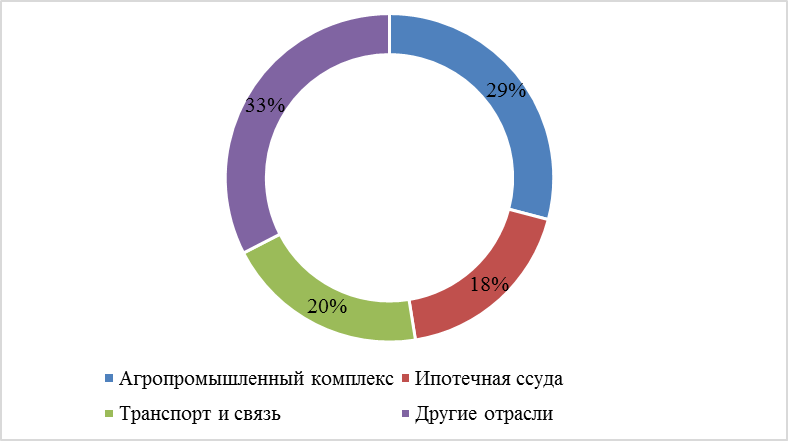 29%
33%
18%
20%
Агропромышленный комплекс Ипотечная ссуда
Транспорт и связь Другие отрасли